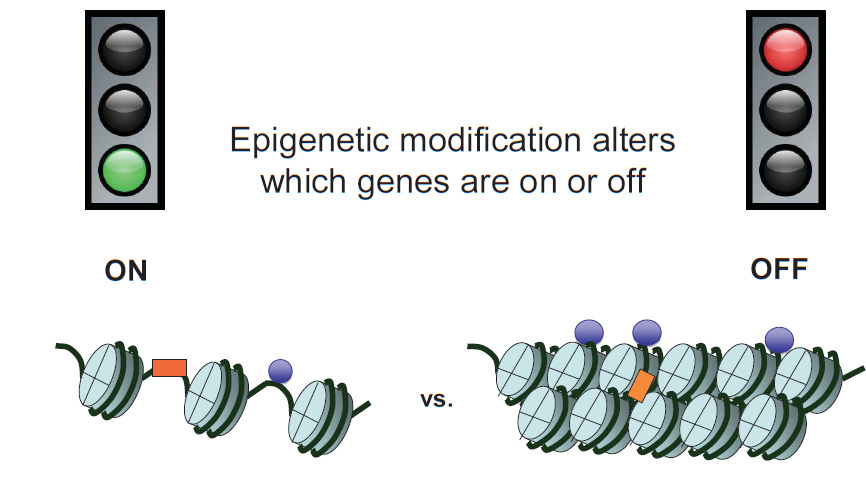 Epigenetic modification alters
which genes are on or off
ON
OFF
vs.